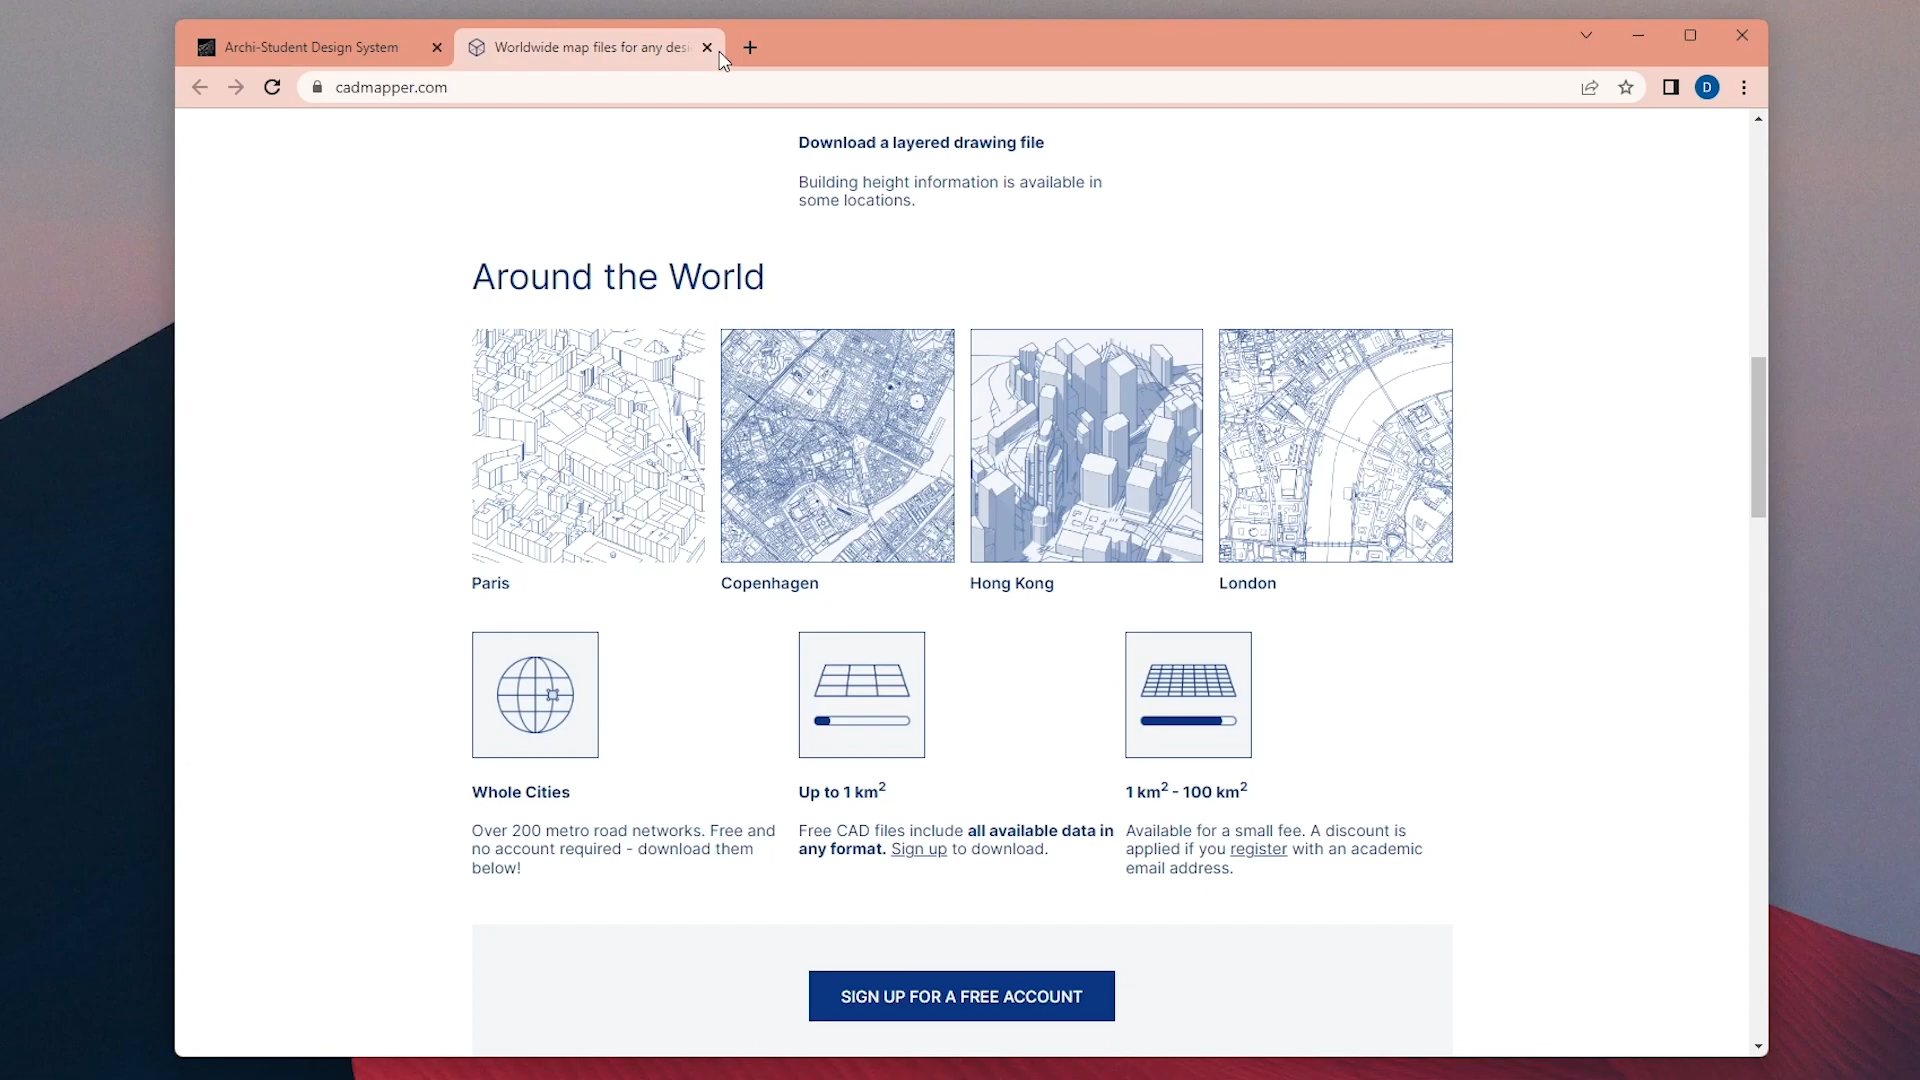 Archi-Student Design System
Worldwide map files for any desi
cadmapper.com
D
Download a layered drawing file
Building height information is available in
some locations.
Around the World
Paris
Copenhagen
Hong Kong
London
Whole Cities
Over 200 metro road networks. Free and
no account required - download them
below!
Up to 1 km²
Free CAD files include all available data in
any format. Sign up to download.
1 km² - 100 km²
Available for a small fee. A discount is
applied if you register with an academic
email address.
SIGN UP FOR A FREE ACCOUNT